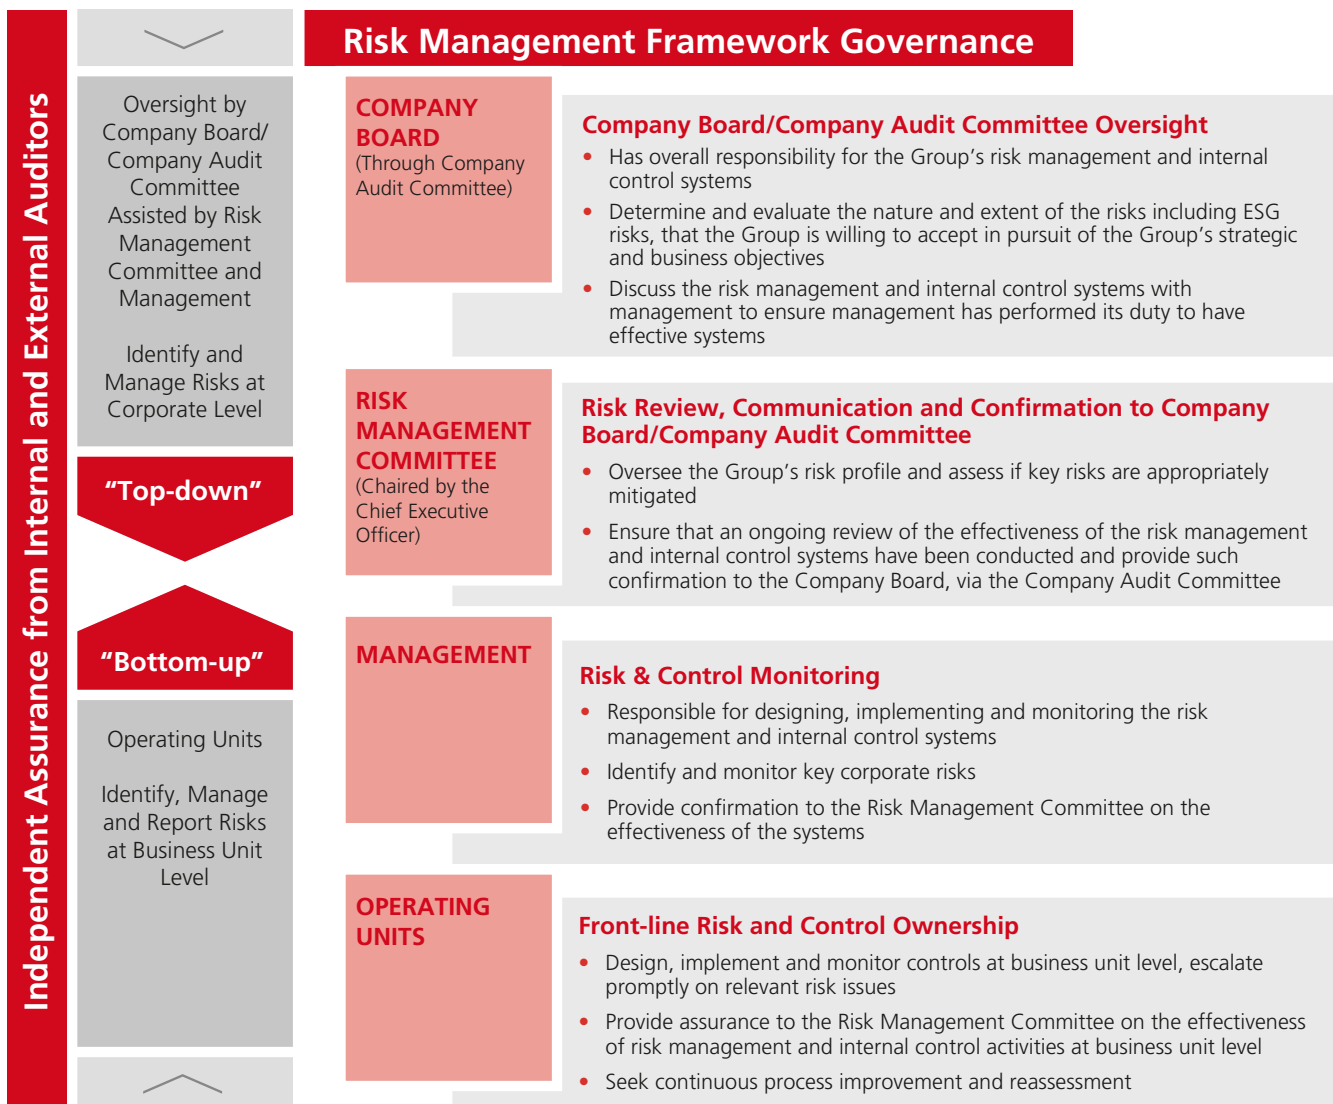 Independent Assurance from Internal and External Auditors
Risk Management Framework Governance
Oversight by
Company Board/
Company Audit
Committee
Assisted by Risk
Management
Committee and
Management
Identify and
Manage Risks at
Corporate Level
“Top-down”
“Bottom-up”
Operating Units
Identify, Manage
and Report Risks
at Business Unit
Level
COMPANY
BOARD
(Through Company
Audit Committee)
Company Board/Company Audit Committee Oversight
• Has overall responsibility for the Group’s risk management and internal
control systems
• Determine and evaluate the nature and extent of the risks including ESG
risks, that the Group is willing to accept in pursuit of the Group’s strategic
and business objectives
• Discuss the risk management and internal control systems with
management to ensure management has performed its duty to have
effective systems
RISK
MANAGEMENT
COMMITTEE
(Chaired by the
Chief Executive
Officer)
Risk Review, Communication and Confirmation to Company
Board/Company Audit Committee
• Oversee the Group’s risk profile and assess if key risks are appropriately
mitigated
• Ensure that an ongoing review of the effectiveness of the risk management
and internal control systems have been conducted and provide such
confirmation to the Company Board, via the Company Audit Committee
MANAGEMENT
Risk & Control Monitoring
• Responsible for designing, implementing and monitoring the risk
management and internal control systems
• Identify and monitor key corporate risks
• Provide confirmation to the Risk Management Committee on the
effectiveness of the systems
OPERATING
UNITS
Front-line Risk and Control Ownership
• Design, implement and monitor controls at business unit level, escalate
promptly on relevant risk issues
• Provide assurance to the Risk Management Committee on the effectiveness
of risk management and internal control activities at business unit level
• Seek continuous process improvement and reassessment